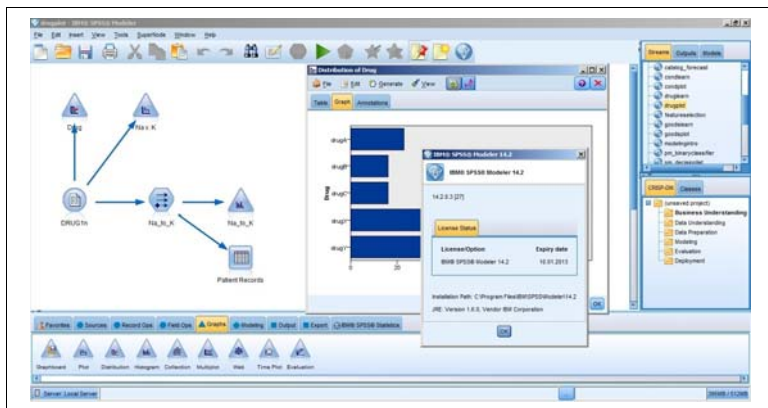 drugplot - IBM® SPSS® Modeler
File Edit Insert View Tools SuperNode Window Help
Drug
Na v. K
DRUG1n
Na_to_K
Na_to_K
Patient Records
Distribution of Drug
File Edit Generate View
Table Graph Annotations
Drug
drugA
drugB
drugC
drugX
drugY
0
20
OK
IBM® SPSS® Modeler 14.2
IBM® SPSS® Modeler 14.2
14.2.0.3 [27]
License Status
License/Option Expiry date
IBM® SPSS® Modeler 14.2 10.01.2013
Installation Path: C:\Program Files\IBM\SPSS\Modeler\14.2
JRE: Version 1.6.0, Vendor IBM Corporation
OK
Streams Outputs Models
catalog_forecast
condlearn
condplot
druglearn
drugplot
featureselection
goodslearn
goodsplot
modelingintro
pm_binaryclassifier
CRISP-DM Classes
(unsaved project)
Business Understanding
Data Understanding
Data Preparation
Modeling
Evaluation
Deployment
Favorites Sources Record Ops Field Ops Graphs Modeling Output Export IBM® SPSS® Statistics
Graphboard Plot Distribution Histogram Collection Multiplot Web Time Plot Evaluation
Server: Local Server